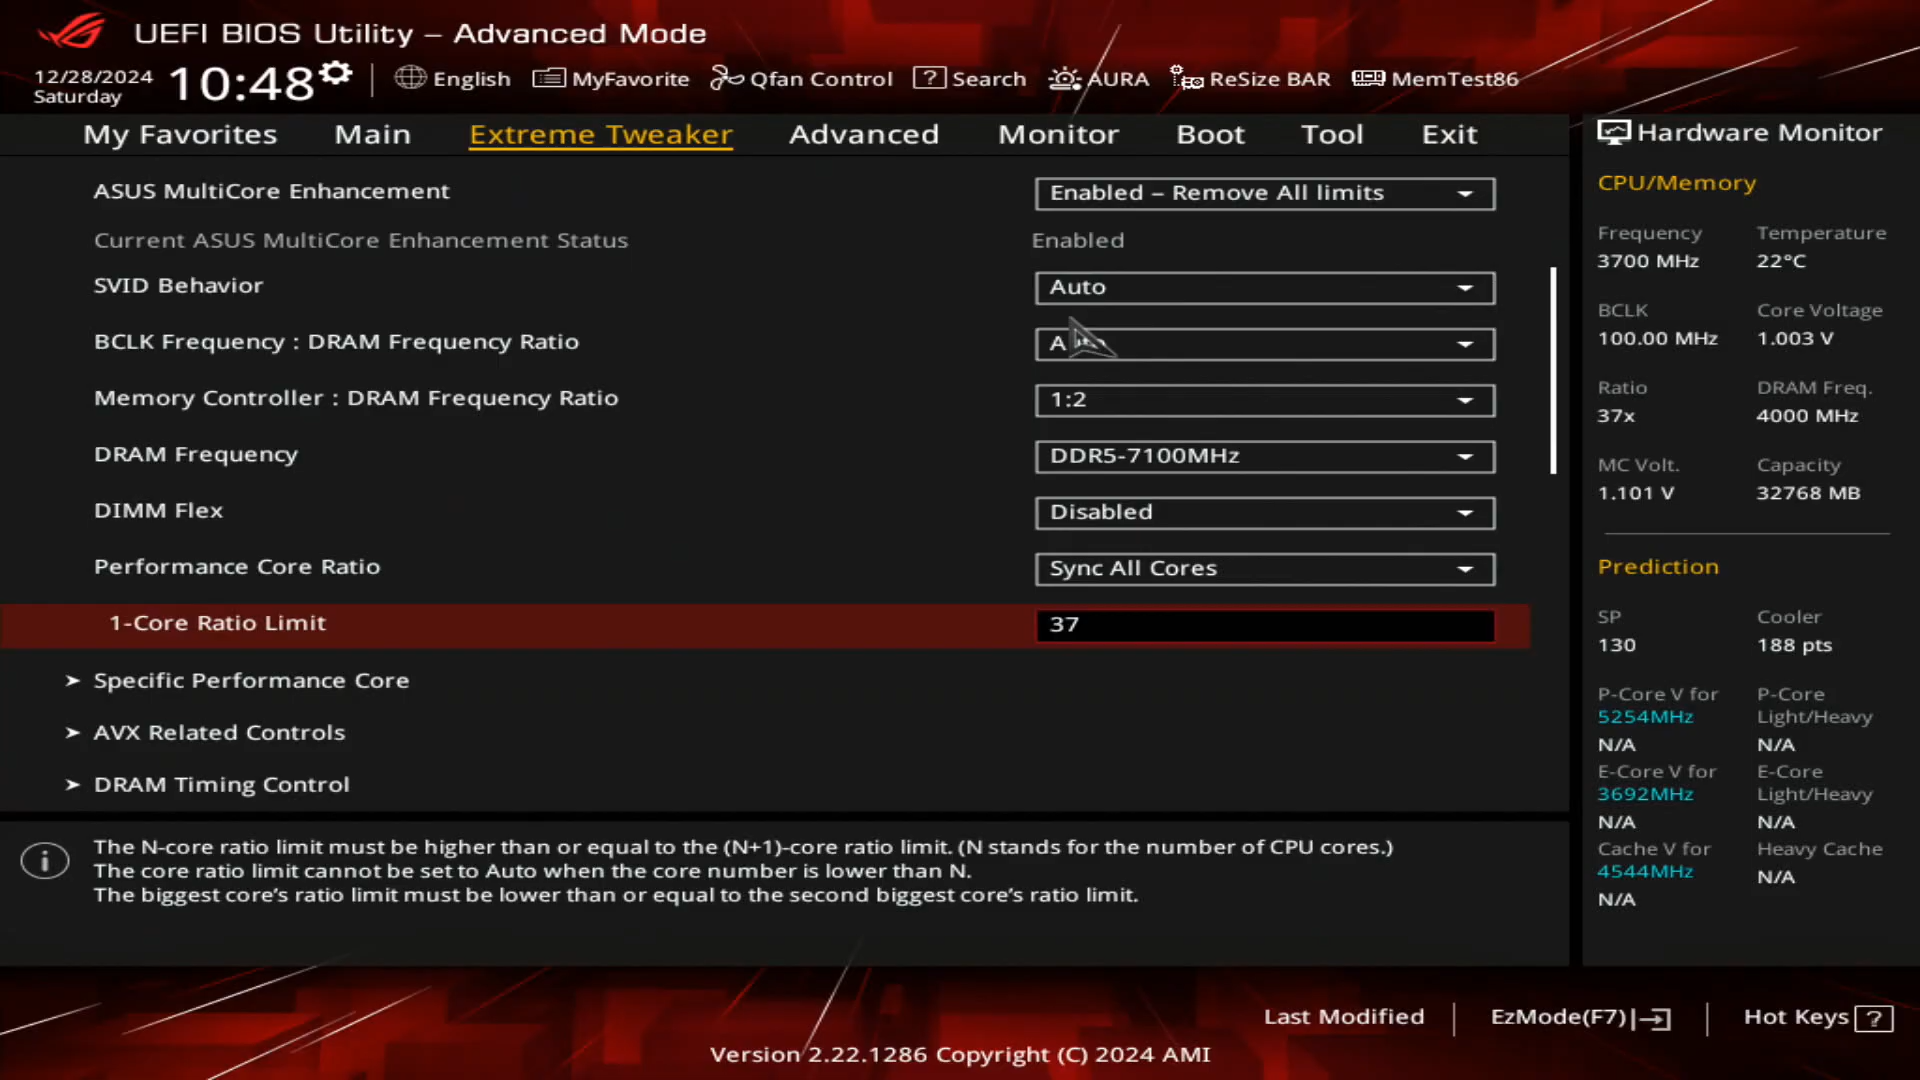 UEFI BIOS Utility – Advanced Mode
12/28/2024
Saturday
10:48
English
MyFavorite
Qfan Control
Search
AURA
ReSize BAR
MemTest86
My Favorites
Main
Extreme Tweaker
Advanced
Monitor
Boot
Tool
Exit
ASUS MultiCore Enhancement
Enabled – Remove All limits
Current ASUS MultiCore Enhancement Status
Enabled
SVID Behavior
Auto
BCLK Frequency : DRAM Frequency Ratio
Memory Controller : DRAM Frequency Ratio
1:2
DRAM Frequency
DDR5-7100MHz
DIMM Flex
Disabled
Performance Core Ratio
Sync All Cores
1-Core Ratio Limit
37
Specific Performance Core
AVX Related Controls
DRAM Timing Control
The N-core ratio limit must be higher than or equal to the (N+1)-core ratio limit. (N stands for the number of CPU cores.)
The core ratio limit cannot be set to Auto when the core number is lower than N.
The biggest core's ratio limit must be lower than or equal to the second biggest core's ratio limit.
Hardware Monitor
CPU/Memory
Frequency Temperature
3700 MHz 22°C
BCLK Core Voltage
100.00 MHz 1.003 V
Ratio DRAM Freq.
37x 4000 MHz
MC Volt. Capacity
1.101 V 32768 MB
Prediction
SP Cooler
130 188 pts
P-Core V for P-Core
5254MHz Light/Heavy
N/A N/A
E-Core V for E-Core
3692MHz Light/Heavy
N/A N/A
Cache V for Heavy Cache
4544MHz N/A
N/A
Last Modified
EzMode(F7)
Hot Keys ?
Version 2.22.1286 Copyright (C) 2024 AMI